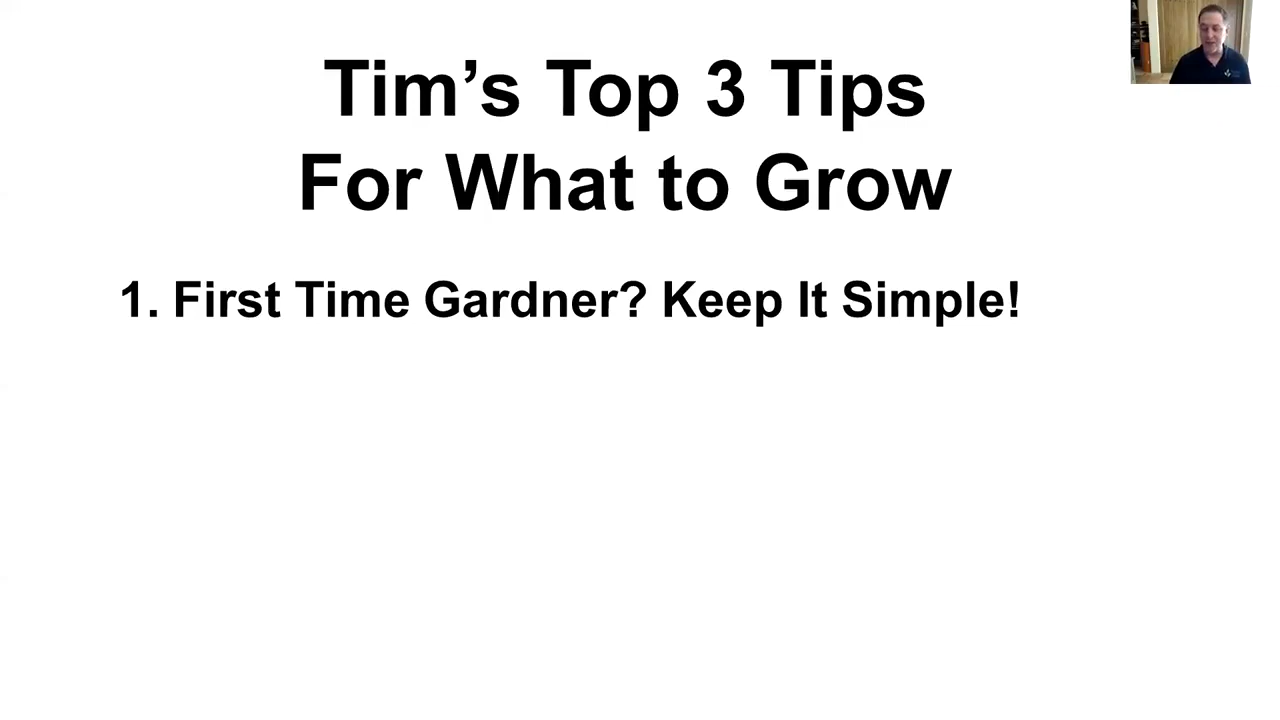 Tim’s Top 3 Tips
For What to Grow
1. First Time Gardner? Keep It Simple!